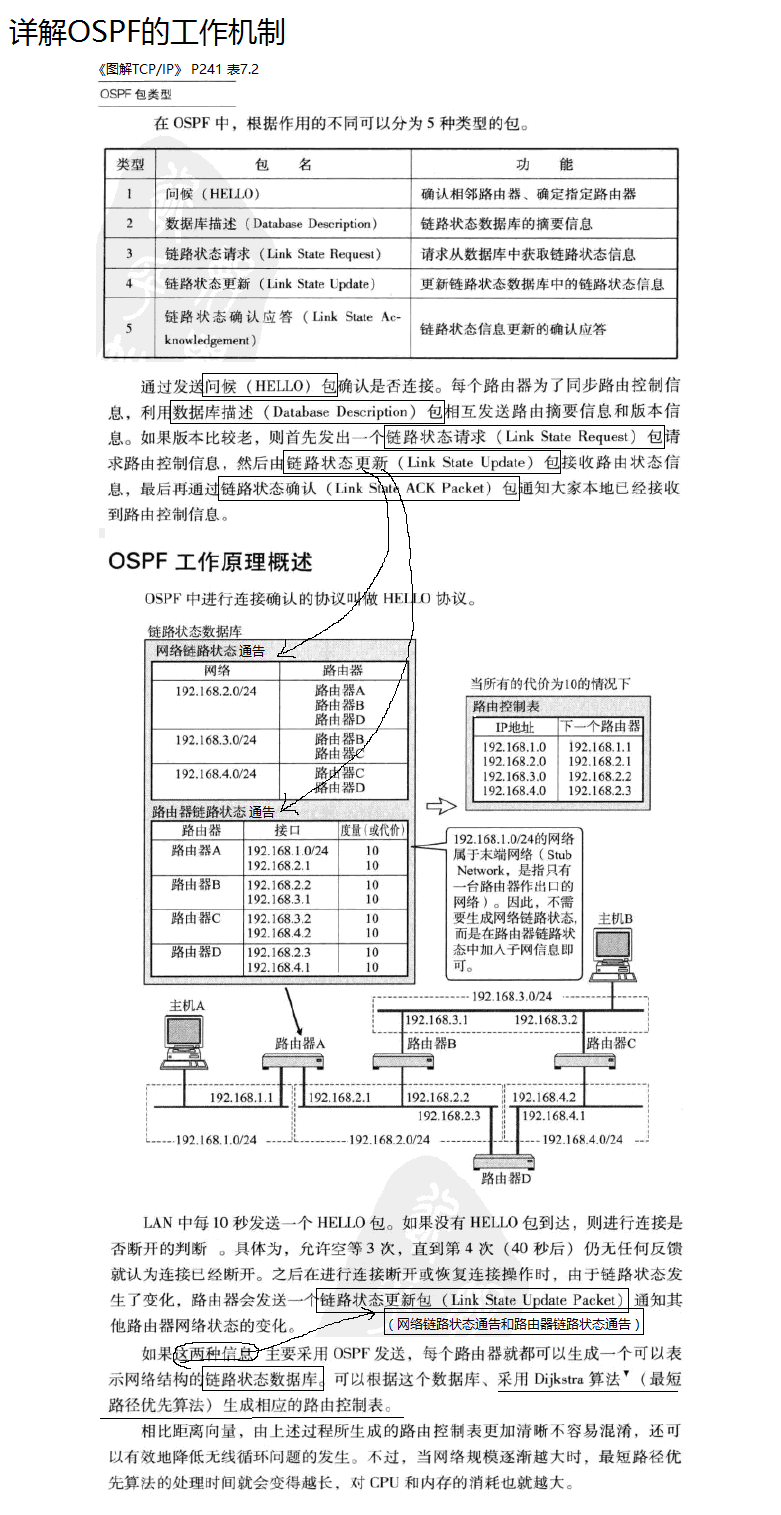 详解OSPF的工作机制
《图解TCP/IP》 P241 表7.2
OSPF 包类型
在 OSPF 中，根据作用的不同可以分为 5 种类型的包。
类型 包 名 功 能
1 问候（HELLO） 确认相邻路由器、确定指定路由器
2 数据库描述（Database Description） 链路状态数据库的摘要信息
3 链路状态请求（Link State Request） 请求从数据库中获取链路状态信息
4 链路状态更新（Link State Update） 更新链路状态数据库中的链路状态信息
5 链路状态确认应答（Link State Ac-
knowledgement） 链路状态信息更新的确认应答
通过发送问候（HELLO）包确认是否连接。每个路由器为了同步路由控制信
息，利用数据库描述（Database Description）包相互发送路由摘要信息和版本信
息。如果版本比较老，则首先发出一个链路状态请求（Link State Request）包请
求路由控制信息，然后由链路状态更新（Link State Update）包接收路由状态信
息，最后再通过链路状态确认（Link State ACK Packet）包通知大家本地已经接收
到路由控制信息。
OSPF 工作原理概述
OSPF 中进行连接确认的协议叫做 HELLO 协议。
链路状态数据库
网络链路状态 通告
网络 路由器
192.168.2.0/24 路由器A
路由器B
路由器D
192.168.3.0/24 路由器B
路由器C
192.168.4.0/24 路由器C
路由器D
路由器链路状态 通告
路由器 接口 度量(或代价)
路由器A 192.168.1.0/24 10
192.168.2.1 10
路由器B 192.168.2.2 10
192.168.3.1 10
路由器C 192.168.3.2 10
192.168.4.2 10
路由器D 192.168.2.3 10
192.168.4.1 10
当所有的代价为10的情况下
路由控制表
IP地址 下一个路由器
192.168.1.0 192.168.1.1
192.168.2.0 192.168.2.1
192.168.3.0 192.168.2.2
192.168.4.0 192.168.2.3
192.168.1.0/24的网络
属于末端网络（Stub
Network，是指只有
一台路由器作出口的
网络）。因此，不需
要生成网络链路状态,
而是在路由器链路状
态中加入子网信息即
可。
主机B
192.168.3.0/24
192.168.3.1 192.168.3.2
主机A
路由器A 路由器B 路由器C
192.168.1.1 192.168.2.1 192.168.2.2 192.168.4.2
192.168.2.3 192.168.4.1
192.168.1.0/24 192.168.2.0/24 192.168.4.0/24
路由器D
LAN 中每 10 秒发送一个 HELLO 包。如果没有 HELLO 包到达，则进行连接是
否断开的判断 。具体为，允许空等 3 次，直到第 4 次（40 秒后）仍无任何反馈
就认为连接已经断开。之后在进行连接断开或恢复连接操作时，由于链路状态发
生了变化，路由器会发送一个链路状态更新包（Link State Update Packet）通知其
他路由器网络状态的变化。
（网络链路状态通告和路由器链路状态通告）
如果这两种信息 主要采用 OSPF 发送，每个路由器就都可以生成一个可以表
示网络结构的链路状态数据库。可以根据这个数据库、采用 Dijkstra 算法▼（最短
路径优先算法）生成相应的路由控制表。
相比距离向量，由上述过程所生成的路由控制表更加清晰不容易混淆，还可
以有效地降低无线循环问题的发生。不过，当网络规模逐渐越大时，最短路径优
先算法的处理时间就会变得越长，对 CPU 和内存的消耗也就越大。